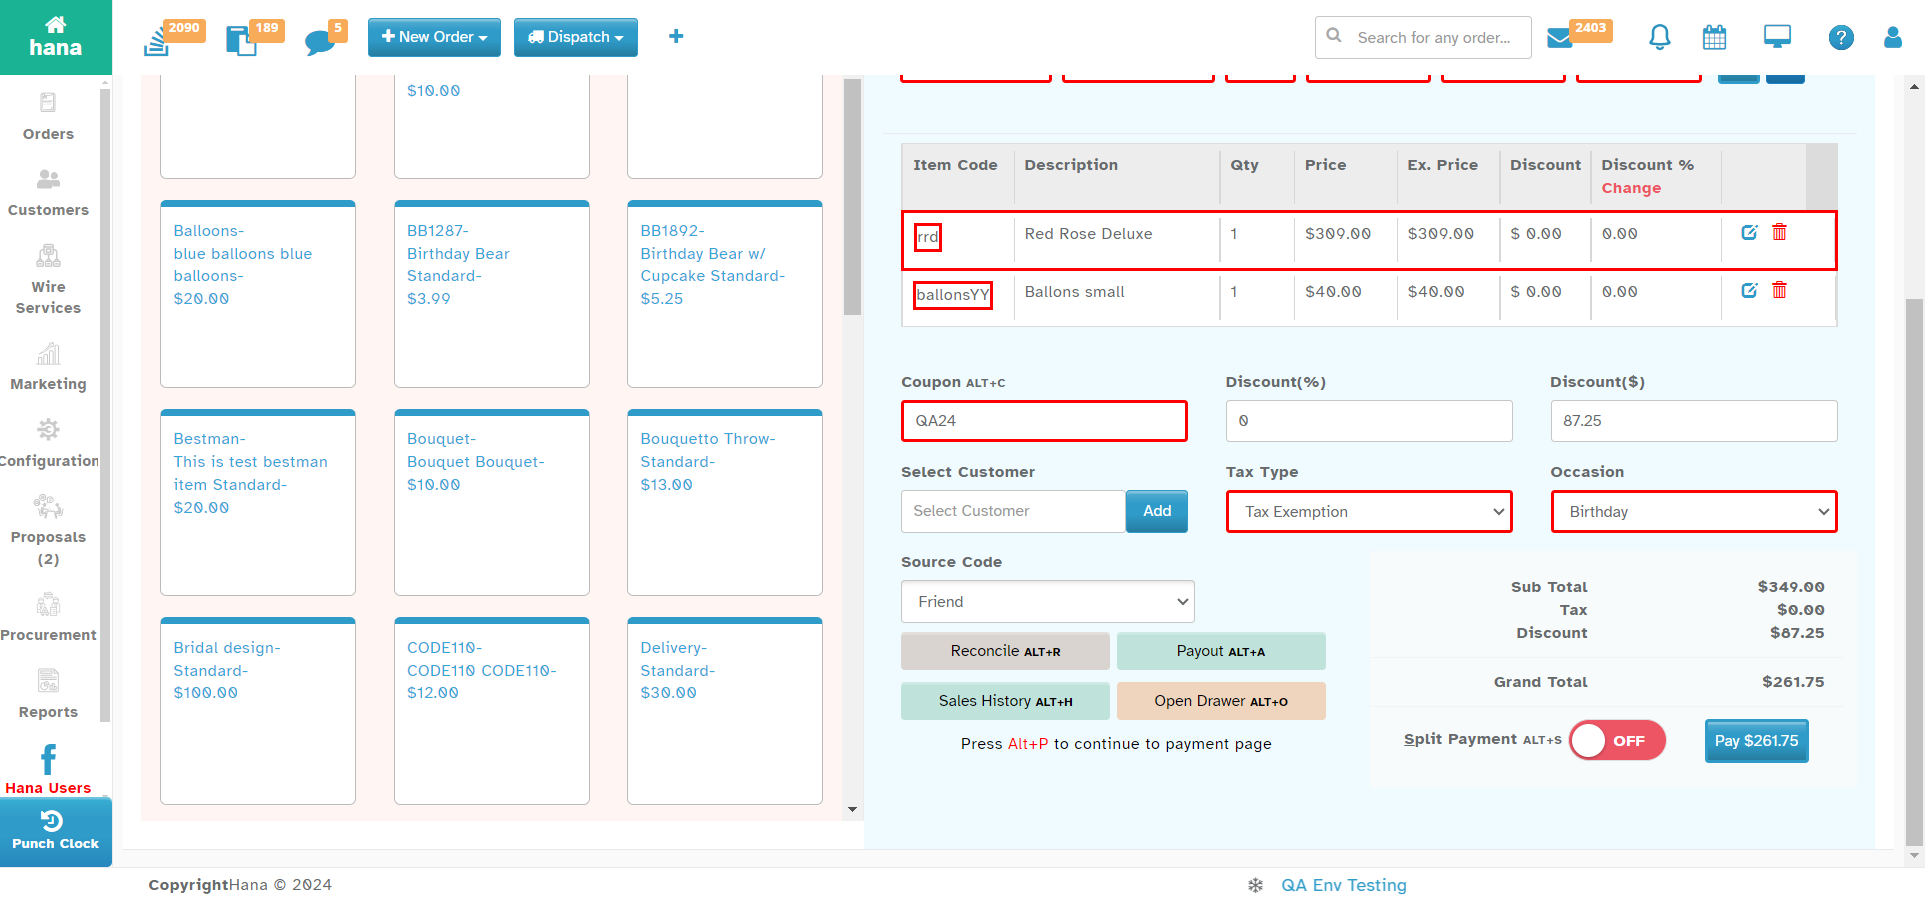 hana
2090
189
5
New Order
Dispatch
Search for any order...
2403
Orders
Customers
Wire
Services
Marketing
Configuration
Proposals
(2)
Procurement
Reports
Hana Users
Punch Clock
$10.00
Balloons-
blue balloons blue
balloons-
$20.00
BB1287-
Birthday Bear
Standard-
$3.99
BB1892-
Birthday Bear w/
Cupcake Standard-
$5.25
Bestman-
This is test bestman
item Standard-
$20.00
Bouquet-
Bouquet Bouquet-
$10.00
Bouquetto Throw-
Standard-
$13.00
Bridal design-
Standard-
$100.00
CODE110-
CODE110 CODE110-
$12.00
Delivery-
Standard-
$30.00
Item Code Description Qty Price Ex. Price Discount Discount %
Change
rrd Red Rose Deluxe 1 $309.00 $309.00 $ 0.00 0.00
ballonsYY Ballons small 1 $40.00 $40.00 $ 0.00 0.00
Coupon ALT+C Discount(%) Discount($)
QA24 0 87.25
Select Customer Tax Type Occasion
Select Customer Add Tax Exemption Birthday
Source Code
Friend
Reconcile ALT+R Payout ALT+A
Sales History ALT+H Open Drawer ALT+O
Press Alt+P to continue to payment page
Sub Total $349.00
Tax $0.00
Discount $87.25
Grand Total $261.75
Split Payment ALT+S OFF Pay $261.75
CopyrightHana © 2024
QA Env Testing